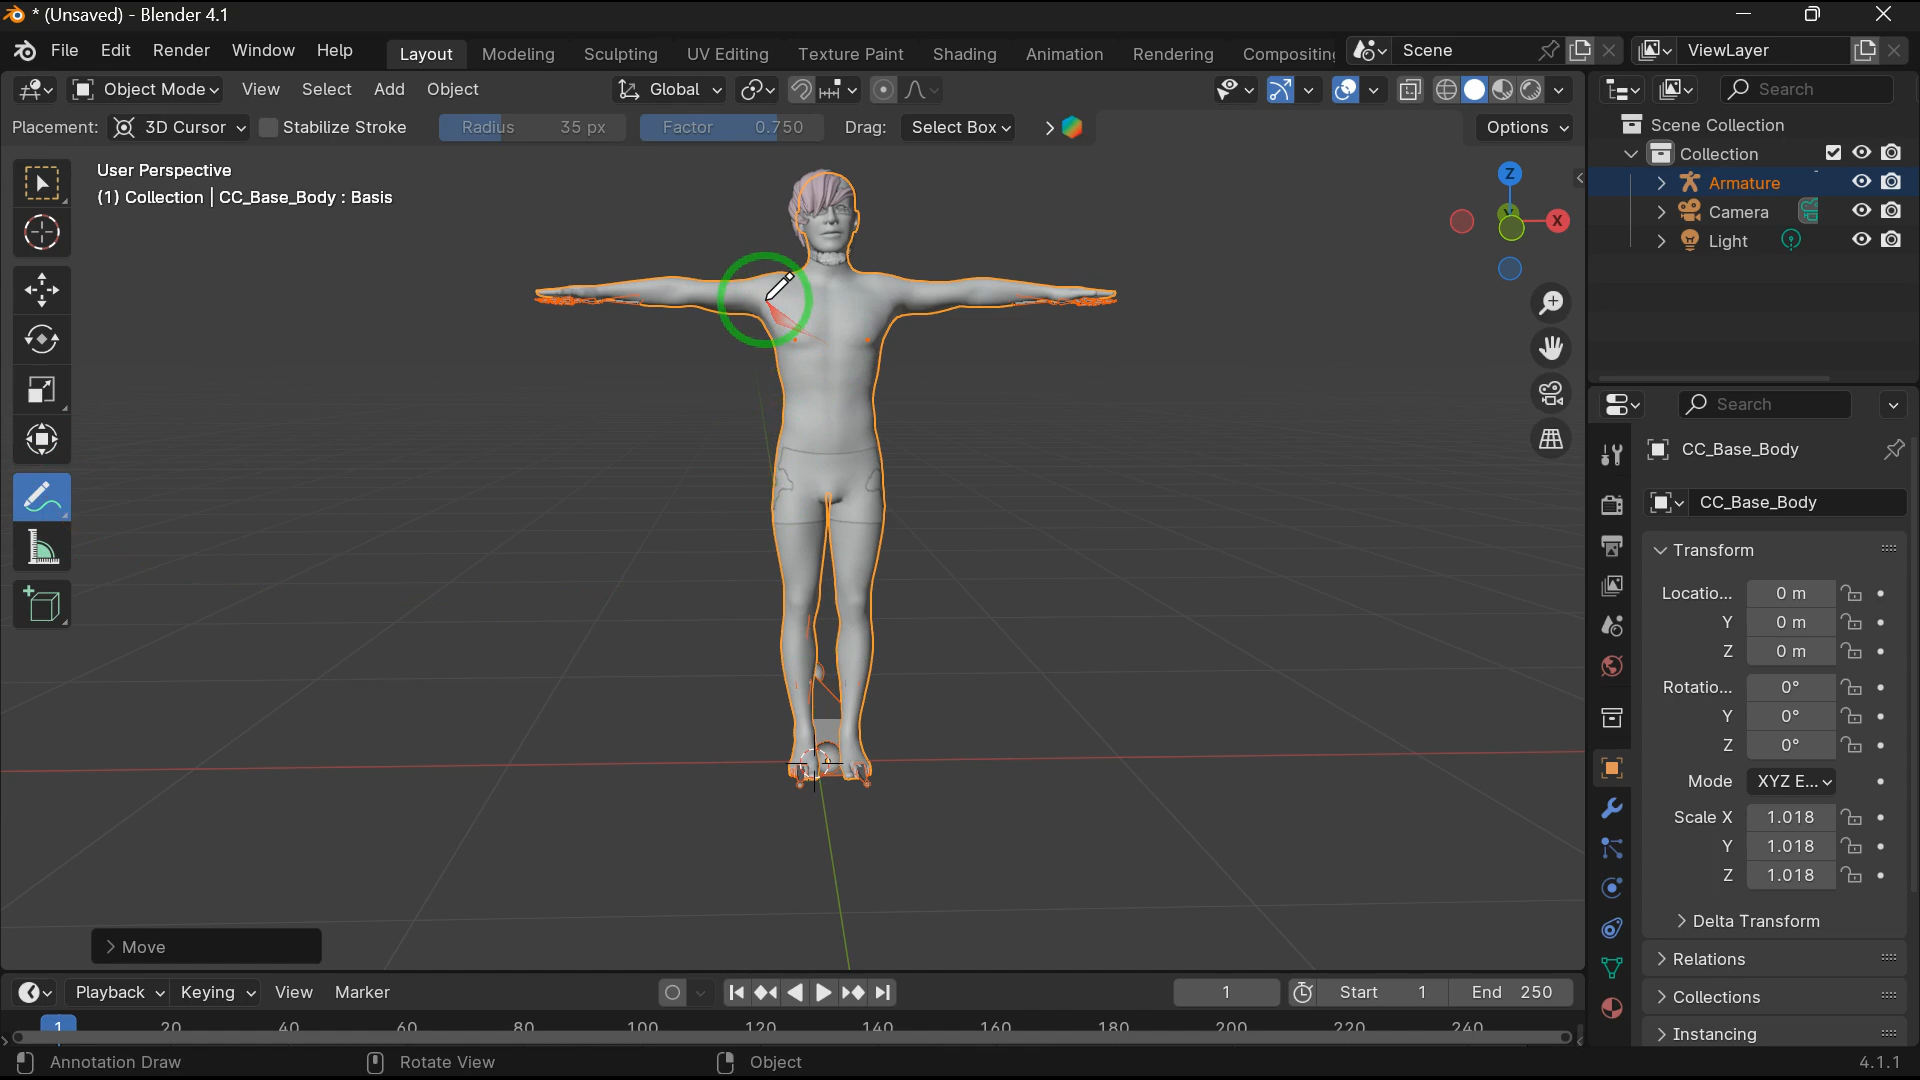 * (Unsaved) - Blender 4.1
File Edit Render Window Help Layout Modeling Sculpting UV Editing Texture Paint Shading Animation Rendering Compositin Scene ViewLayer
Object Mode View Select Add Object Global Search
Placement: 3D Cursor Stabilize Stroke Radius 35 px Factor 0.750 Drag: Select Box Options
User Perspective
(1) Collection | CC_Base_Body : Basis
Z
Y
X
Scene Collection
Collection
Armature
Camera
Light
Search
CC_Base_Body
CC_Base_Body
Transform
Locatio... 0 m
Y 0 m
Z 0 m
Rotatio... 0°
Y 0°
Z 0°
Mode XYZ E...
Scale X 1.018
Y 1.018
Z 1.018
Delta Transform
Relations
Collections
Instancing
Move
Playback Keying View Marker 1 Start 1 End 250
1 20 40 60 80 100 120 140 160 180 200 220 240
Annotation Draw Rotate View Object 4.1.1